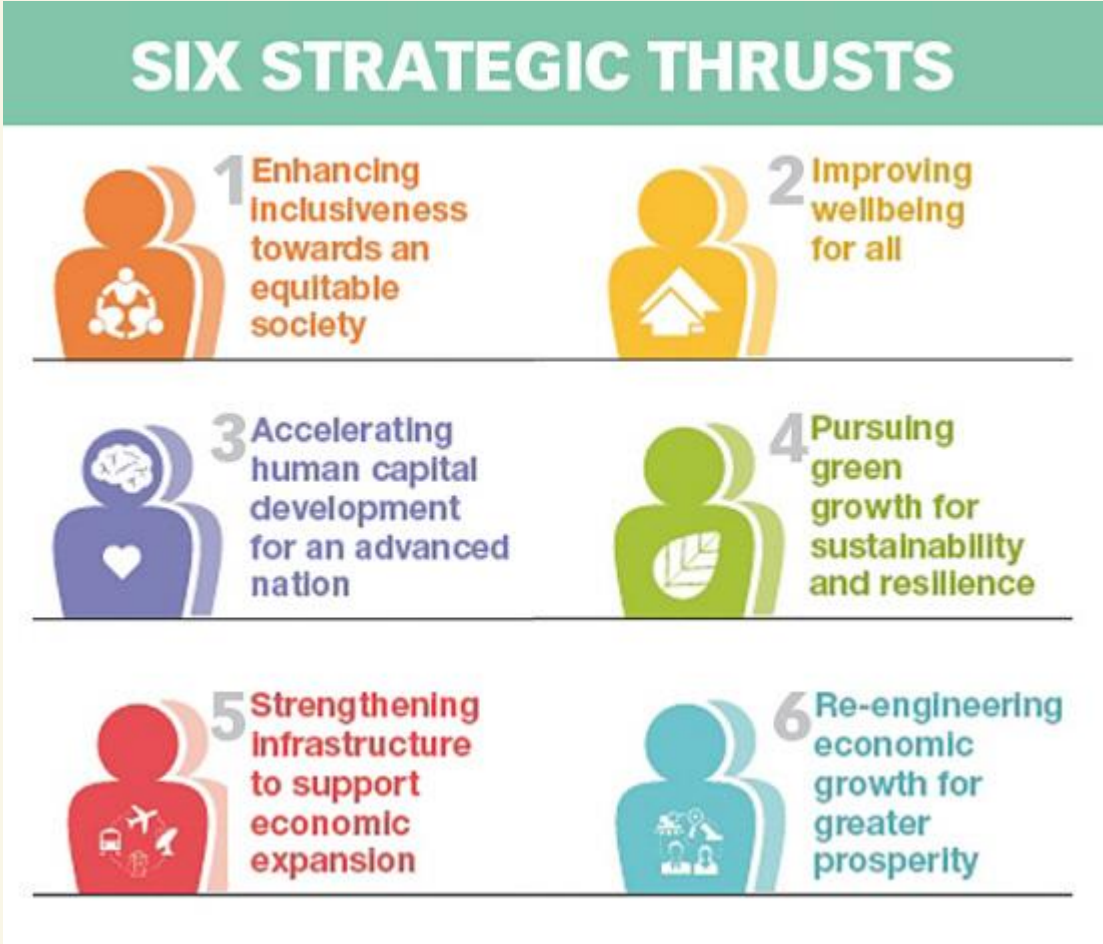 SIX STRATEGIC THRUSTS
1 Enhancing
inclusiveness
towards an
equitable
society
2 Improving
wellbeing
for all
3 Accelerating
human capital
development
for an advanced
nation
4 Pursuing
green
growth for
sustainability
and resilience
5 Strengthening
infrastructure
to support
economic
expansion
6 Re-engineering
economic
growth for
greater
prosperity